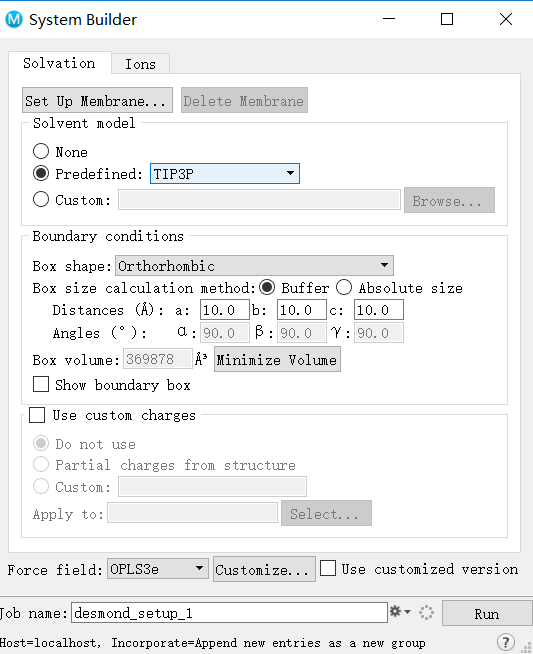 System Builder
Solvation Ions
Set Up Membrane... Delete Membrane
Solvent model
None
Predefined: TIP3P
Custom: Browse...
Boundary conditions
Box shape: Orthorhombic
Box size calculation method: Buffer Absolute size
Distances (Å): a: 10.0 b: 10.0 c: 10.0
Angles (°): α: 90.0 β: 90.0 γ: 90.0
Box volume: 369878 Å³ Minimize Volume
Show boundary box
Use custom charges
Do not use
Partial charges from structure
Custom:
Apply to: Select...
Force field: OPLS3e Customize... Use customized version
Job name: desmond_setup_1 Run
Host=localhost, Incorporate=Append new entries as a new group ?